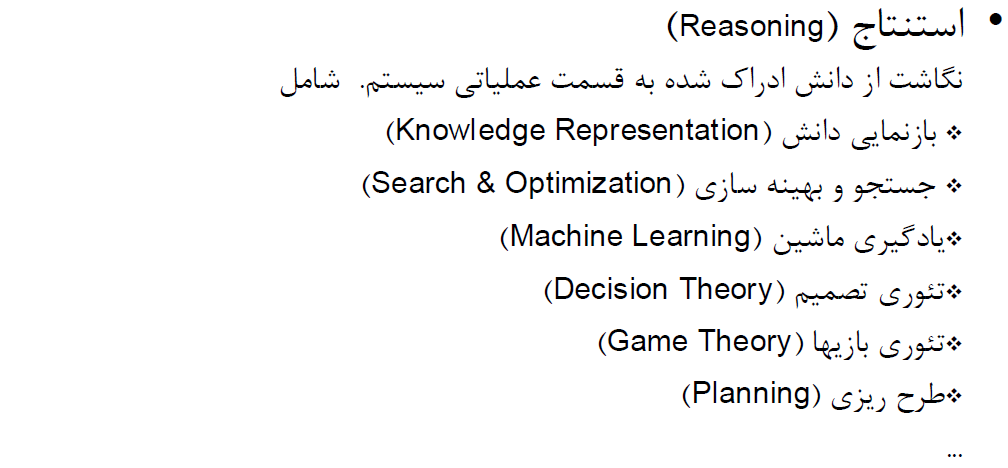 • استنتاج (Reasoning)
نگاشت از دانش ادراک شده به قسمت عملیاتی سیستم. شامل
❖ بازنمایی دانش (Knowledge Representation)
❖ جستجو و بهینه سازی (Search & Optimization)
❖یادگیری ماشین (Machine Learning)
❖تئوری تصمیم (Decision Theory)
❖تئوری بازیها (Game Theory)
❖طرح ریزی (Planning)
...